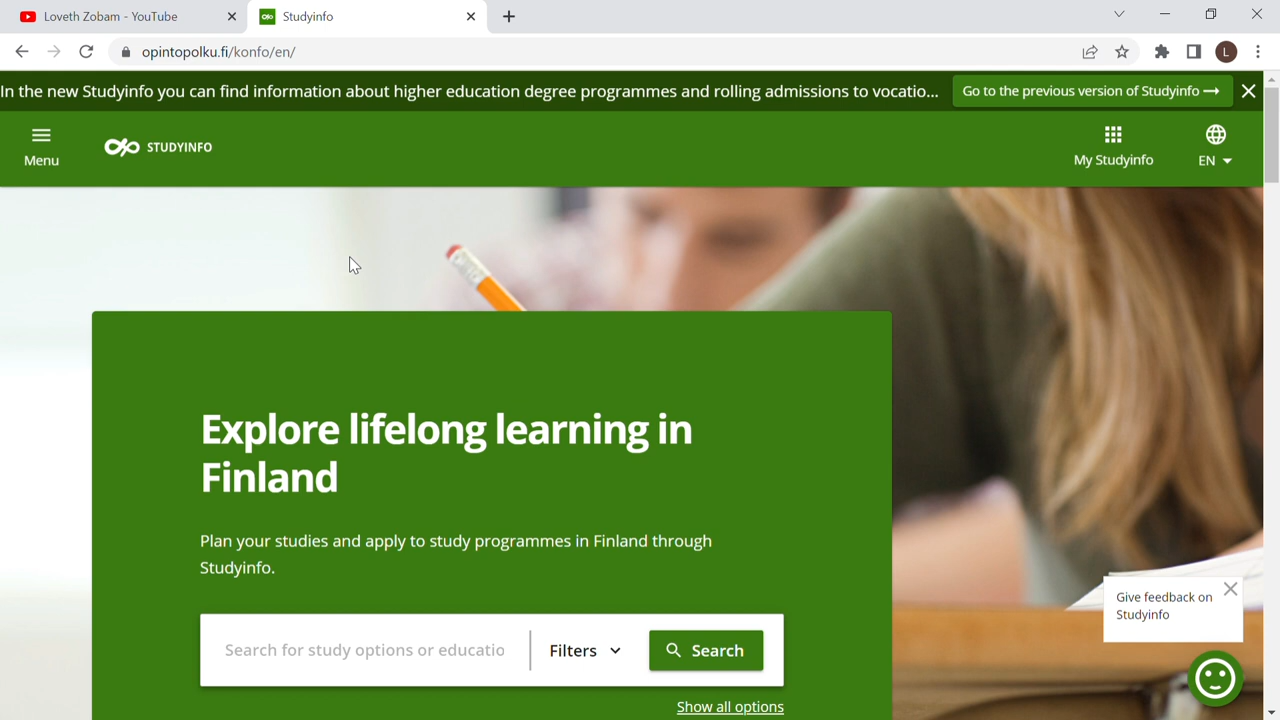 Loveth Zobam - YouTube
Studyinfo
opintopolku.fi/konfo/en/
L
In the new Studyinfo you can find information about higher education degree programmes and rolling admissions to vocatio...
Go to the previous version of Studyinfo →
Menu
STUDYINFO
My Studyinfo
EN
Explore lifelong learning in
Finland
Plan your studies and apply to study programmes in Finland through
Studyinfo.
Search for study options or educatio
Filters
Search
Show all options
Give feedback on
Studyinfo